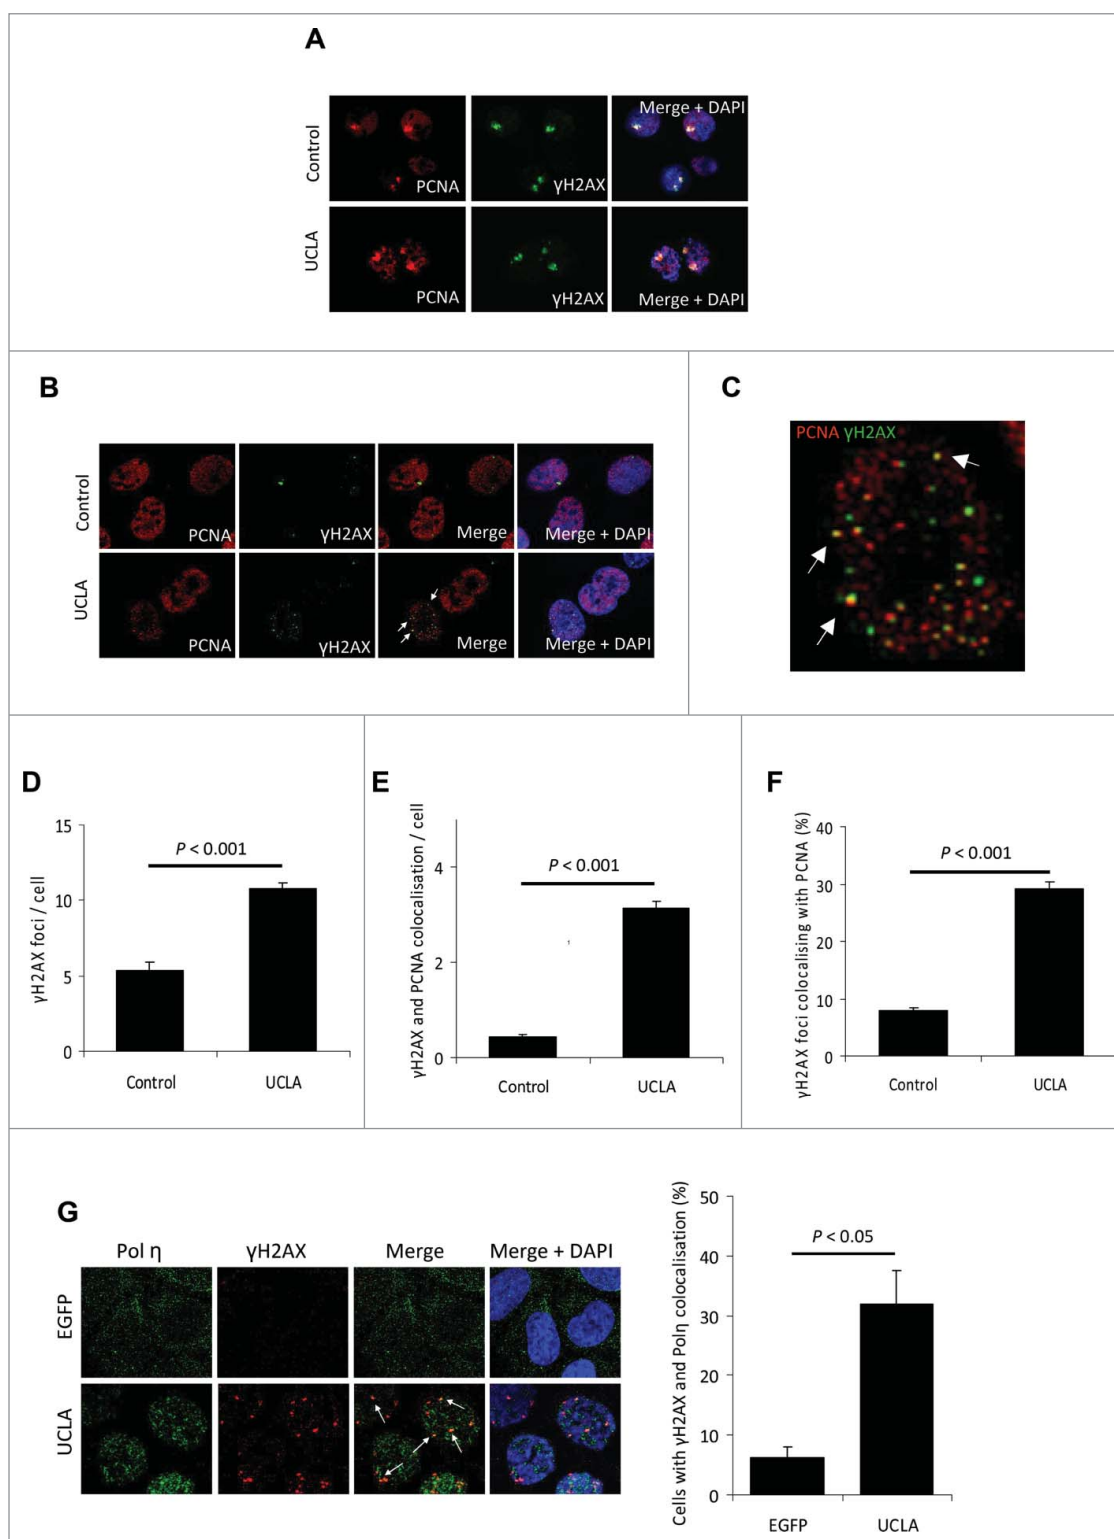 A
Control
PCNA
γH2AX
Merge + DAPI
UCLA
PCNA
γH2AX
Merge + DAPI
B
Control
PCNA
γH2AX
Merge
Merge + DAPI
UCLA
PCNA
γH2AX
Merge
Merge + DAPI
C
PCNA γH2AX
D
γH2AX foci / cell
15
10
5
0
P < 0.001
Control
UCLA
E
γH2AX and PCNA colocalisation / cell
4
2
0
P < 0.001
Control
UCLA
F
γH2AX foci colocalising with PCNA (%)
40
30
20
10
0
P < 0.001
Control
UCLA
G
Pol η
γH2AX
Merge
Merge + DAPI
EGFP
UCLA
Cells with γH2AX and Polη colocalisation (%)
50
40
30
20
10
0
P < 0.05
EGFP
UCLA